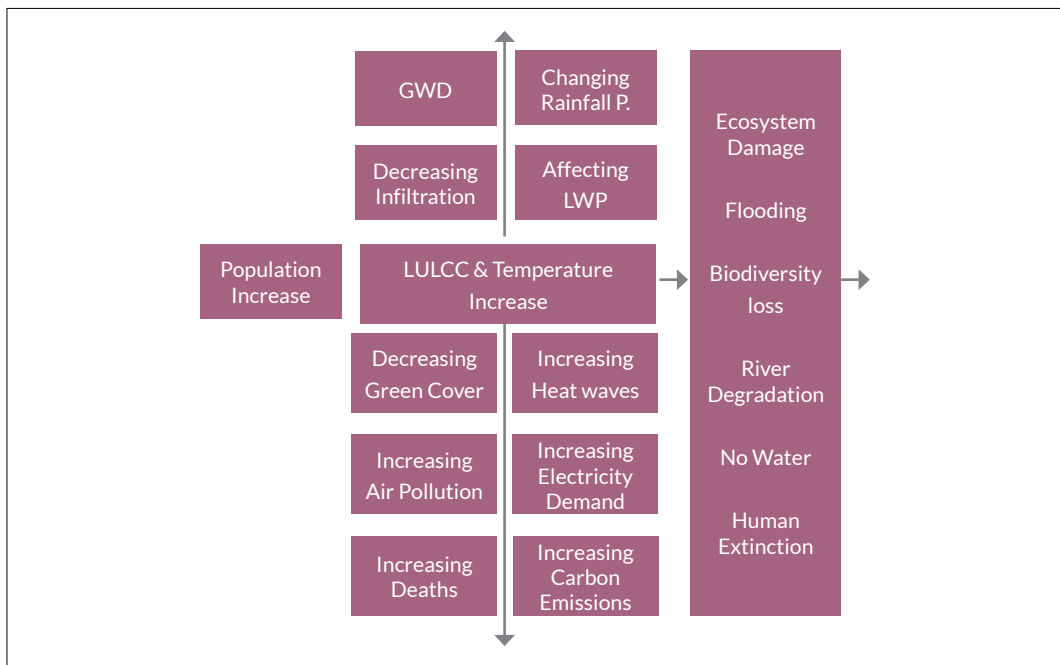 GWD
Changing
Rainfall P.
Decreasing
Infiltration
Affecting
LWP
Population
Increase
LULCC & Temperature
Increase
Decreasing
Green Cover
Increasing
Heat waves
Increasing
Air Pollution
Increasing
Electricity
Demand
Increasing
Deaths
Increasing
Carbon
Emissions
Ecosystem
Damage
Flooding
Biodiversity
loss
River
Degradation
No Water
Human
Extinction